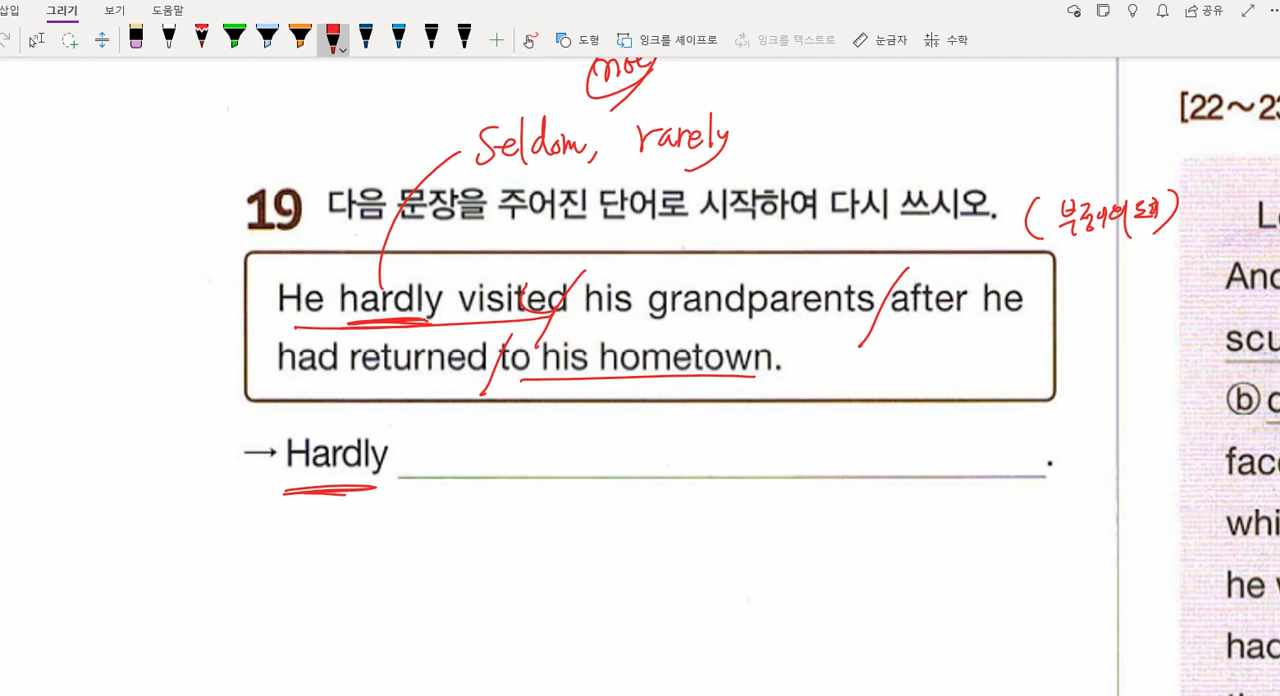 삽입 그리기 보기 도움말
공유
도형 잉크를 셰이프로 잉크를 텍스트로 눈금자 수학
not
seldom, rarely
19 다음 문장을 주어진 단어로 시작하여 다시 쓰시오.
He hardly visited his grandparents after he
had returned to his hometown.
→ Hardly .
[22~23
And
scu
ⓑ
face
whi
he
had